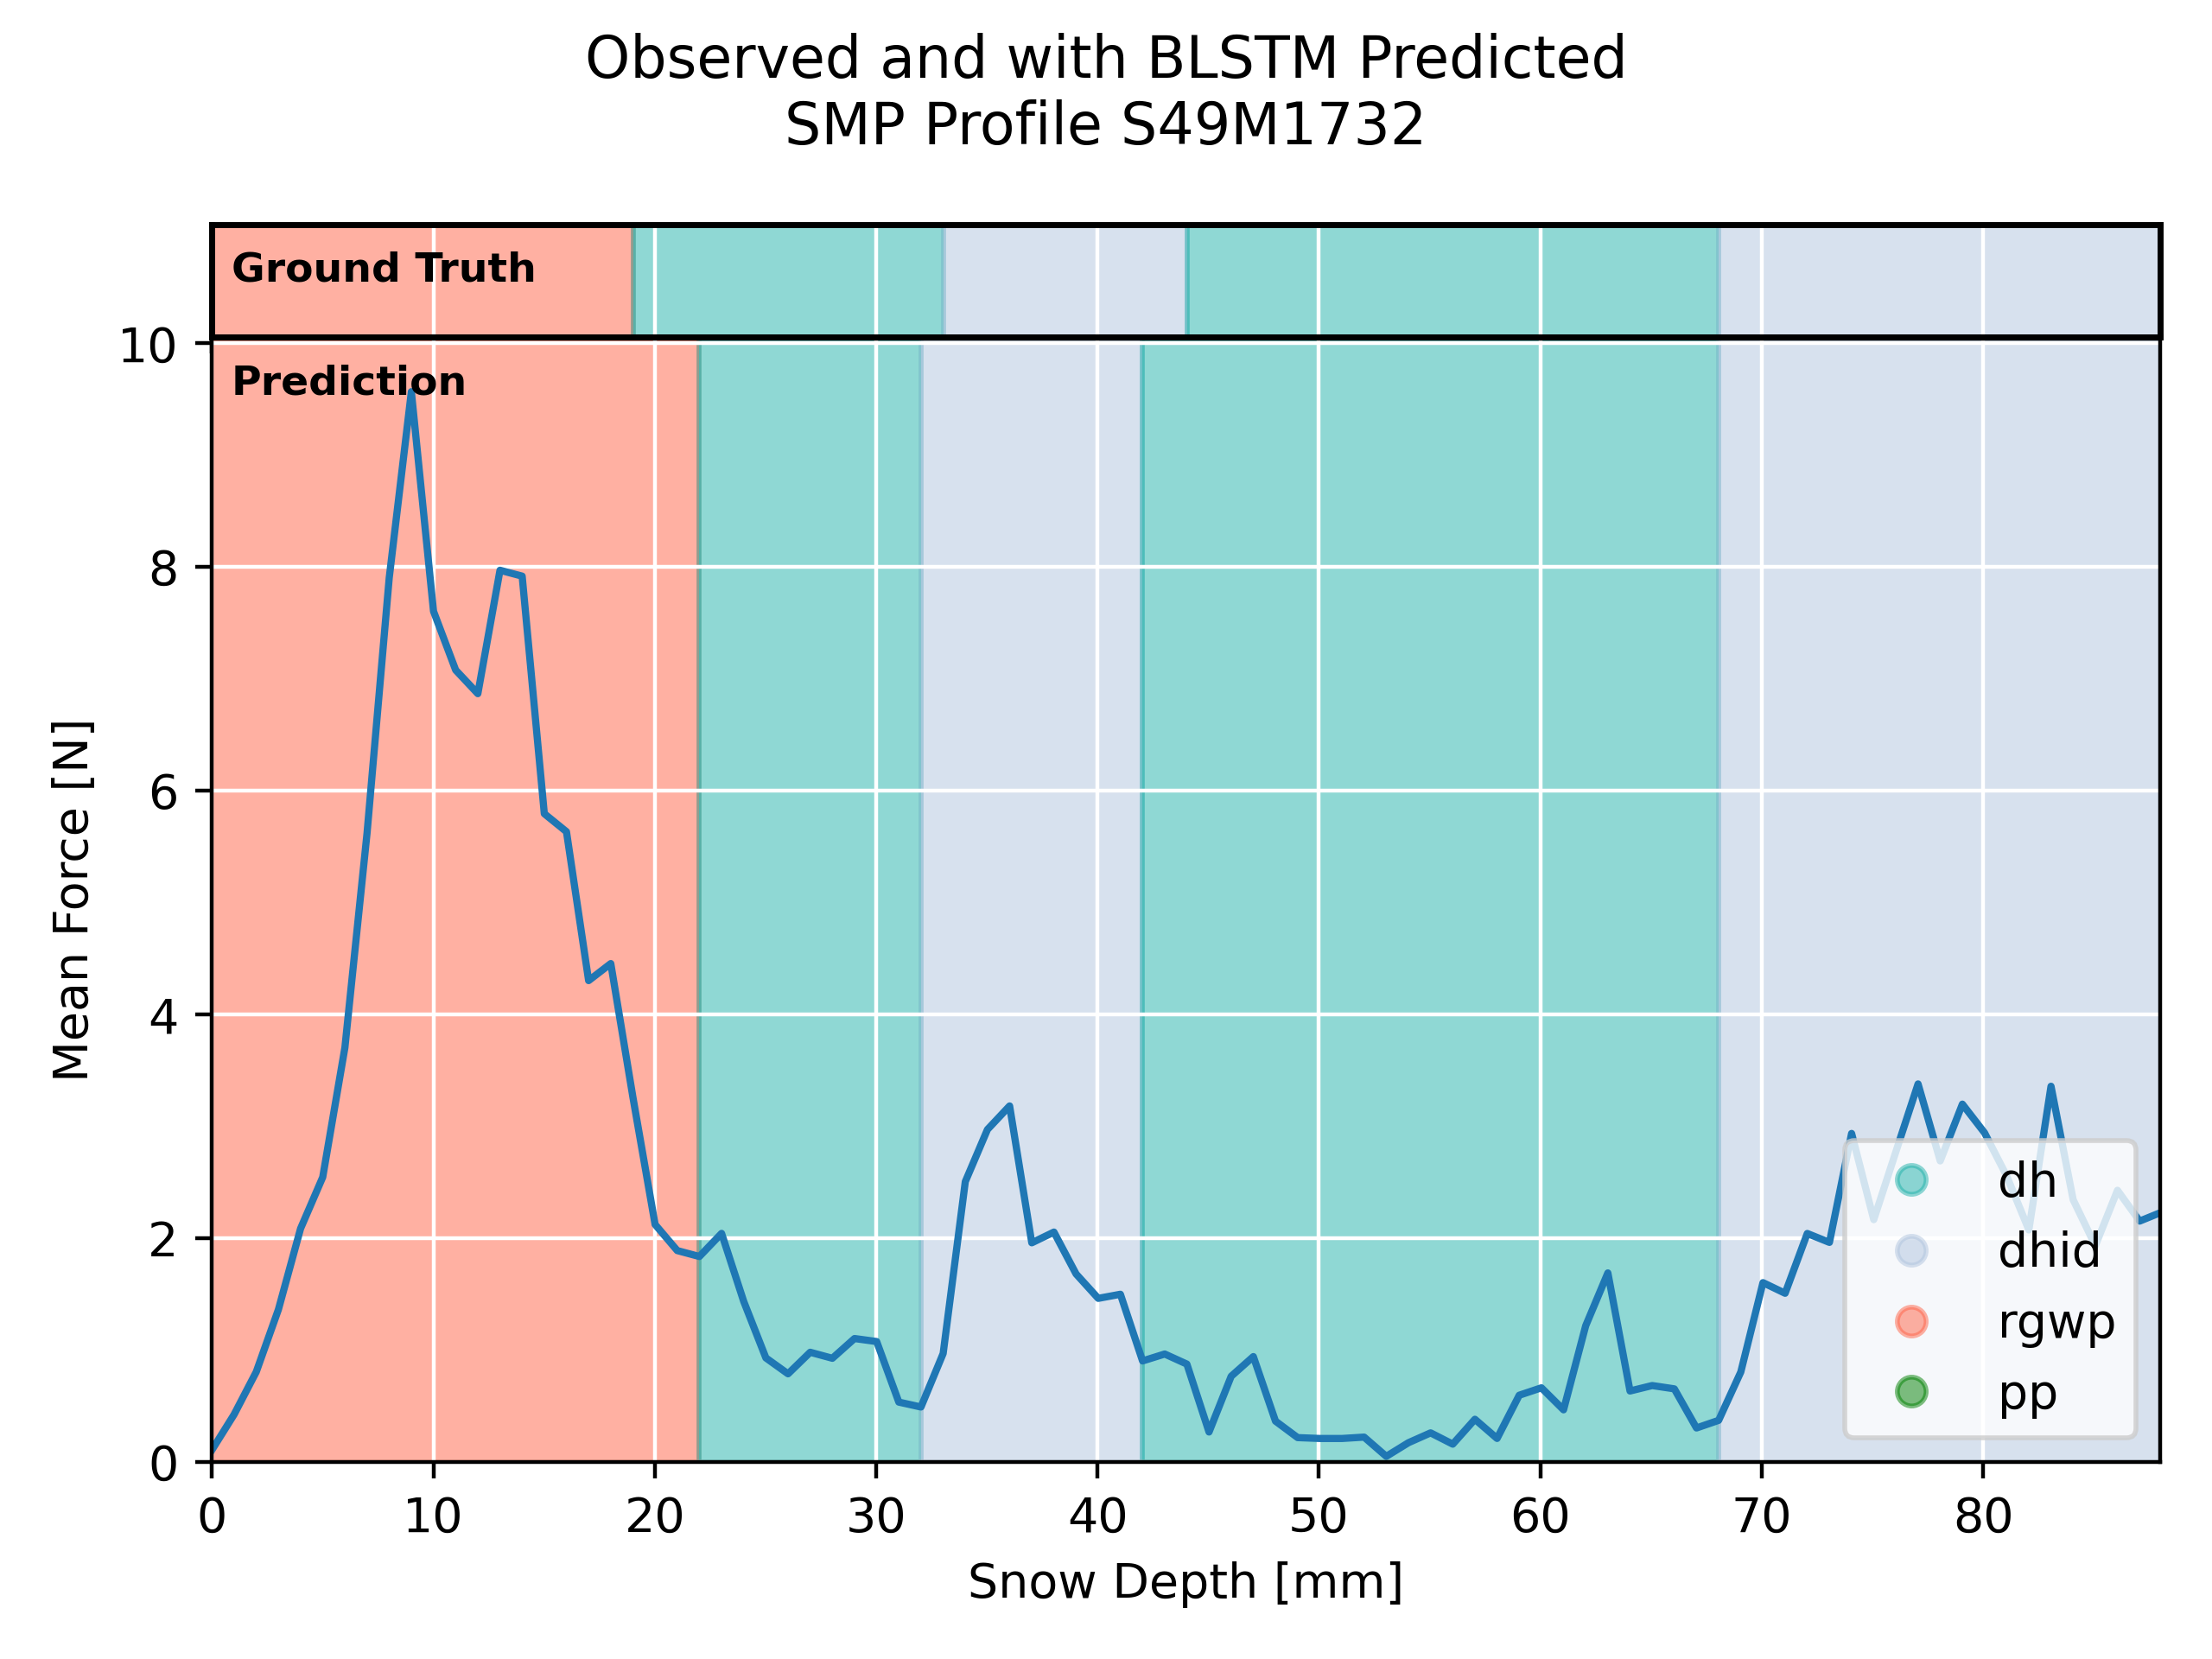 Observed and with BLSTM Predicted
SMP Profile S49M1732
Ground Truth
Prediction
10
8
6
4
2
0
Mean Force [N]
0 10 20 30 40 50 60 70 80
Snow Depth [mm]
dh
dhid
rgwp
pp